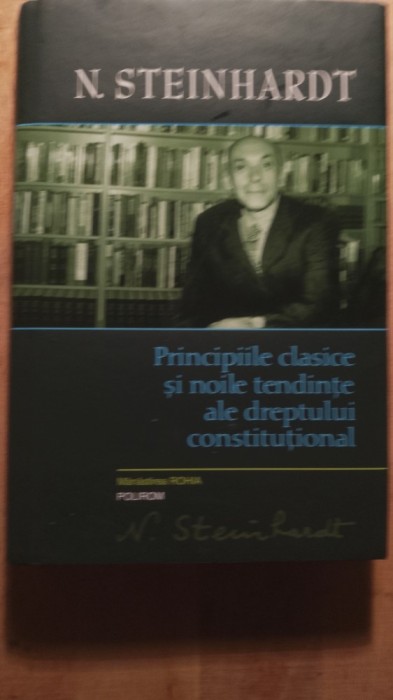 N. STEINHARDT
Principiile clasice
și noile tendințe
ale dreptului
constituțional
Mănăstirea ROHIA
POLIROM
N. Steinhardt